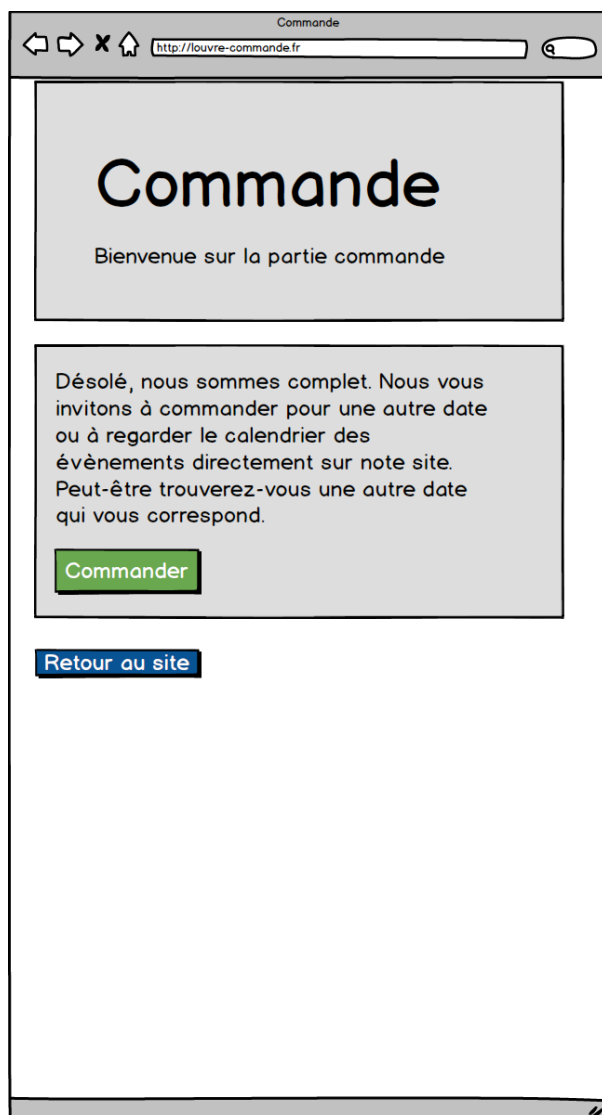 Commande
http://louvre-commande.fr
Commande
Bienvenue sur la partie commande
Désolé, nous sommes complet. Nous vous
invitons à commander pour une autre date
ou à regarder le calendrier des
évènements directement sur note site.
Peut-être trouverez-vous une autre date
qui vous correspond.
Commander
Retour au site